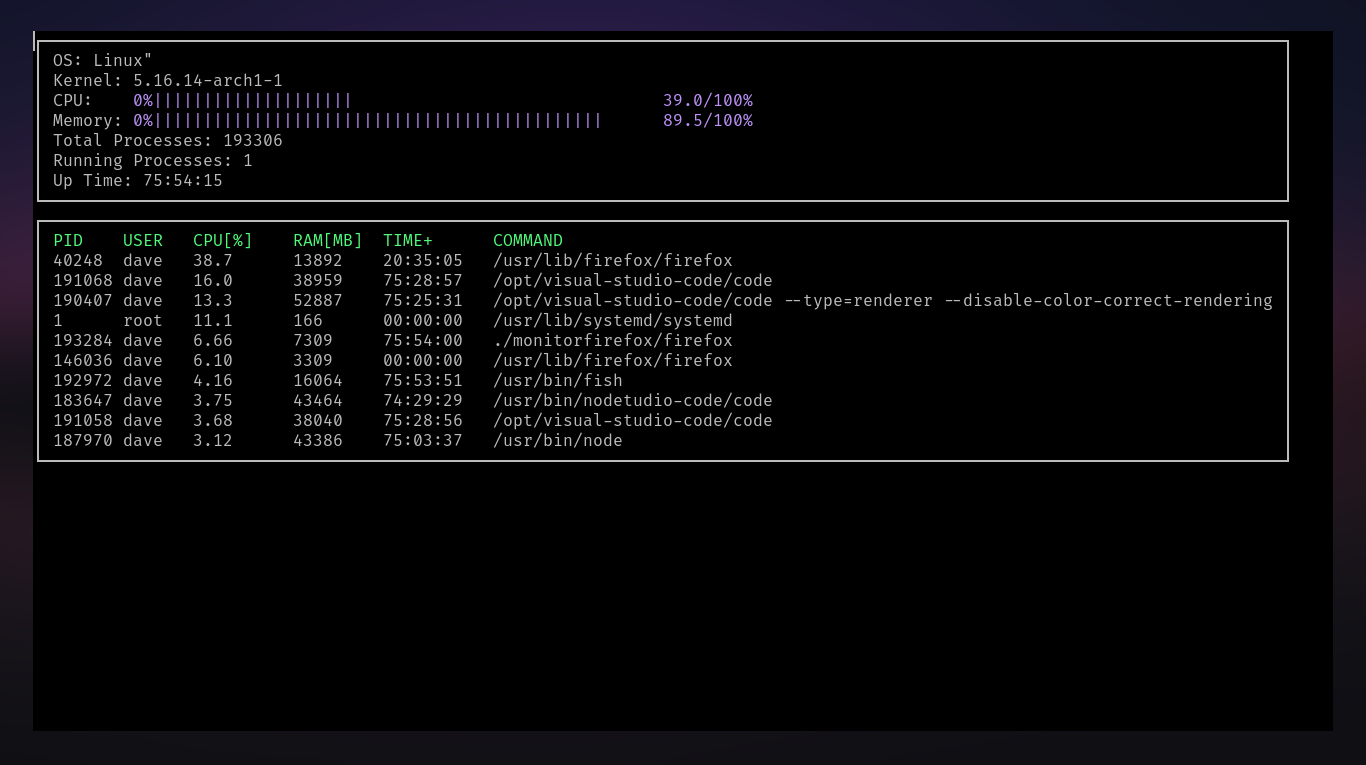 OS: Linux"
Kernel: 5.16.14-arch1-1
CPU: 0%|||||||||||||||||||| 39.0/100%
Memory: 0%||||||||||||||||||||||||||||||||||||||||||||| 89.5/100%
Total Processes: 193306
Running Processes: 1
Up Time: 75:54:15
PID USER CPU[%] RAM[MB] TIME+ COMMAND
40248 dave 38.7 13892 20:35:05 /usr/lib/firefox/firefox
191068 dave 16.0 38959 75:28:57 /opt/visual-studio-code/code
190407 dave 13.3 52887 75:25:31 /opt/visual-studio-code/code --type=renderer --disable-color-correct-rendering
1 root 11.1 166 00:00:00 /usr/lib/systemd/systemd
193284 dave 6.66 7309 75:54:00 ./monitorfirefox/firefox
146036 dave 6.10 3309 00:00:00 /usr/lib/firefox/firefox
192972 dave 4.16 16064 75:53:51 /usr/bin/fish
183647 dave 3.75 43464 74:29:29 /usr/bin/nodetudio-code/code
191058 dave 3.68 38040 75:28:56 /opt/visual-studio-code/code
187970 dave 3.12 43386 75:03:37 /usr/bin/node